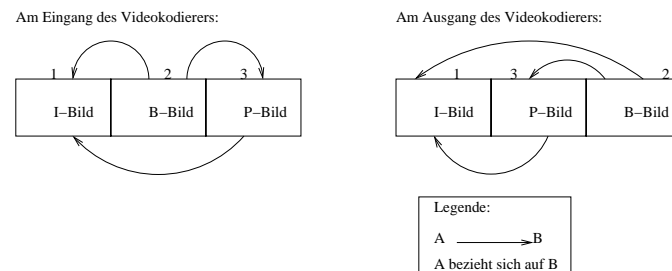 Am Eingang des Videokodierers:
1 2 3
I–Bild B–Bild P–Bild
Am Ausgang des Videokodierers:
1 3 2
I–Bild P–Bild B–Bild
Legende:
A B
A bezieht sich auf B